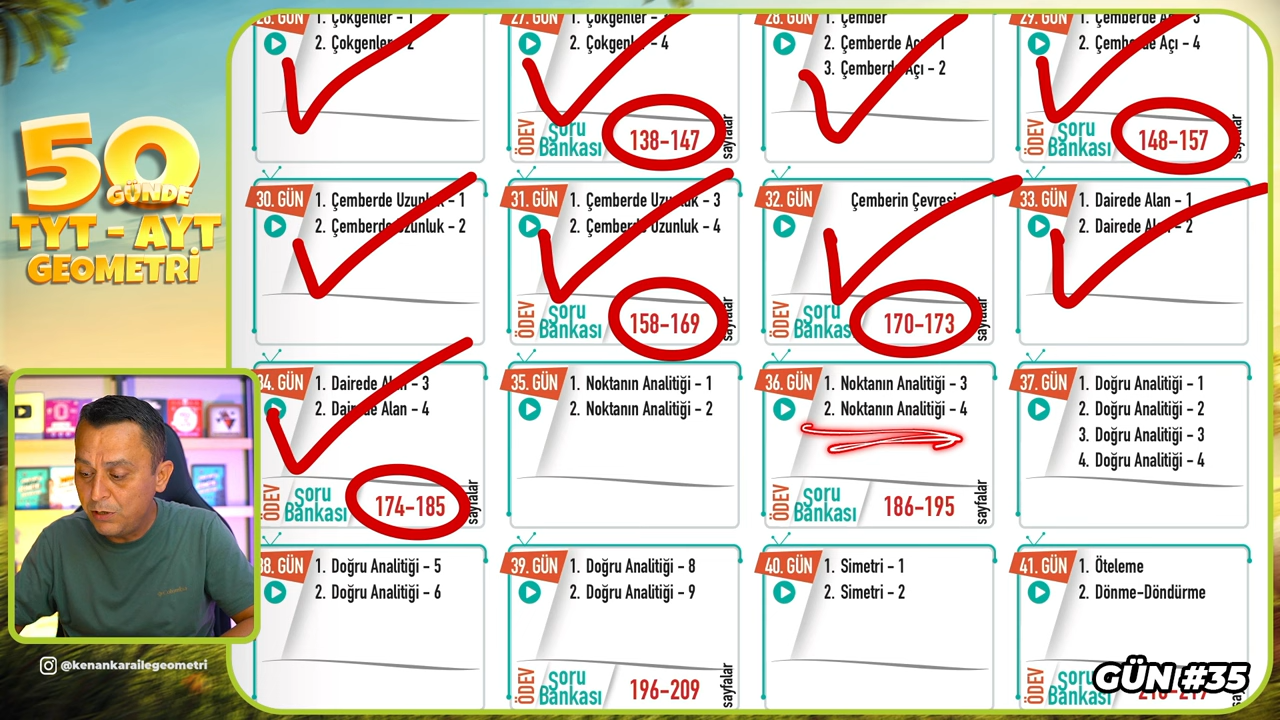 50
GÜNDE
TYT - AYT
GEOMETRİ
@kenankarailegeometri
26. GÜN
1. Çokgenler - 1
2. Çokgenler - 2
27. GÜN
1. Çokgenler - 3
2. Çokgenler - 4
ÖDEV
Soru
Bankası
138-147
sayfalar
28. GÜN
1. Çember
2. Çemberde Açı - 1
3. Çemberde Açı - 2
29. GÜN
1. Çemberde Açı - 3
2. Çemberde Açı - 4
ÖDEV
Soru
Bankası
148-157
sayfalar
30. GÜN
1. Çemberde Uzunluk - 1
2. Çemberde Uzunluk - 2
31. GÜN
1. Çemberde Uzunluk - 3
2. Çemberde Uzunluk - 4
ÖDEV
Soru
Bankası
158-169
sayfalar
32. GÜN
Çemberin Çevresi
ÖDEV
Soru
Bankası
170-173
sayfalar
33. GÜN
1. Dairede Alan - 1
2. Dairede Alan - 2
34. GÜN
1. Dairede Alan - 3
2. Dairede Alan - 4
ÖDEV
Soru
Bankası
174-185
sayfalar
35. GÜN
1. Noktanın Analitiği - 1
2. Noktanın Analitiği - 2
36. GÜN
1. Noktanın Analitiği - 3
2. Noktanın Analitiği - 4
ÖDEV
Soru
Bankası
186-195
sayfalar
37. GÜN
1. Doğru Analitiği - 1
2. Doğru Analitiği - 2
3. Doğru Analitiği - 3
4. Doğru Analitiği - 4
38. GÜN
1. Doğru Analitiği - 5
2. Doğru Analitiği - 6
39. GÜN
1. Doğru Analitiği - 8
2. Doğru Analitiği - 9
ÖDEV
Soru
Bankası
196-209
sayfalar
40. GÜN
1. Simetri - 1
2. Simetri - 2
41. GÜN
1. Öteleme
2. Dönme-Döndürme
ÖDEV
Soru
Bankası
GÜN #35